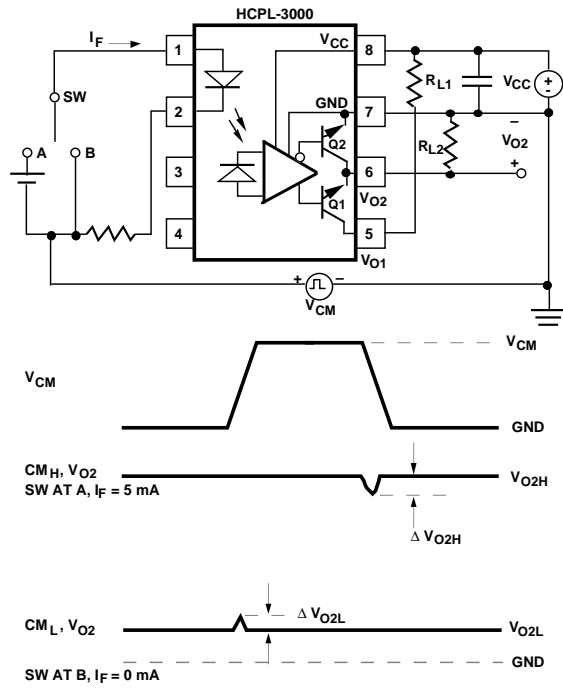 HCPL-3000
I_F
1
V_CC
8
R_L1
V_CC
+
-
SW
2
GND
7
−
V_O2
R_L2
A
B
3
Q2
6
+
V_O2
Q1
4
5
V_O1
+
−
V_CM
V_CM
V_CM
GND
CM_H, V_O2
SW AT A, I_F = 5 mA
V_O2H
Δ V_O2H
CM_L, V_O2
Δ V_O2L
V_O2L
GND
SW AT B, I_F = 0 mA